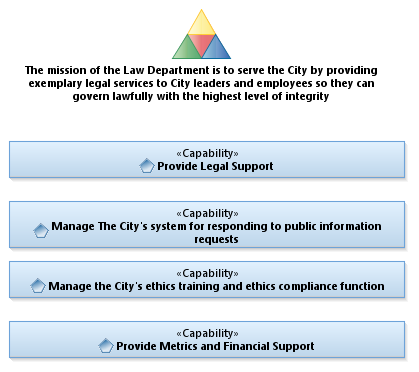 The mission of the Law Department is to serve the City by providing
exemplary legal services to City leaders and employees so they can
govern lawfully with the highest level of integrity
«Capability»
Provide Legal Support
«Capability»
Manage The City's system for responding to public information
requests
«Capability»
Manage the City's ethics training and ethics compliance function
«Capability»
Provide Metrics and Financial Support